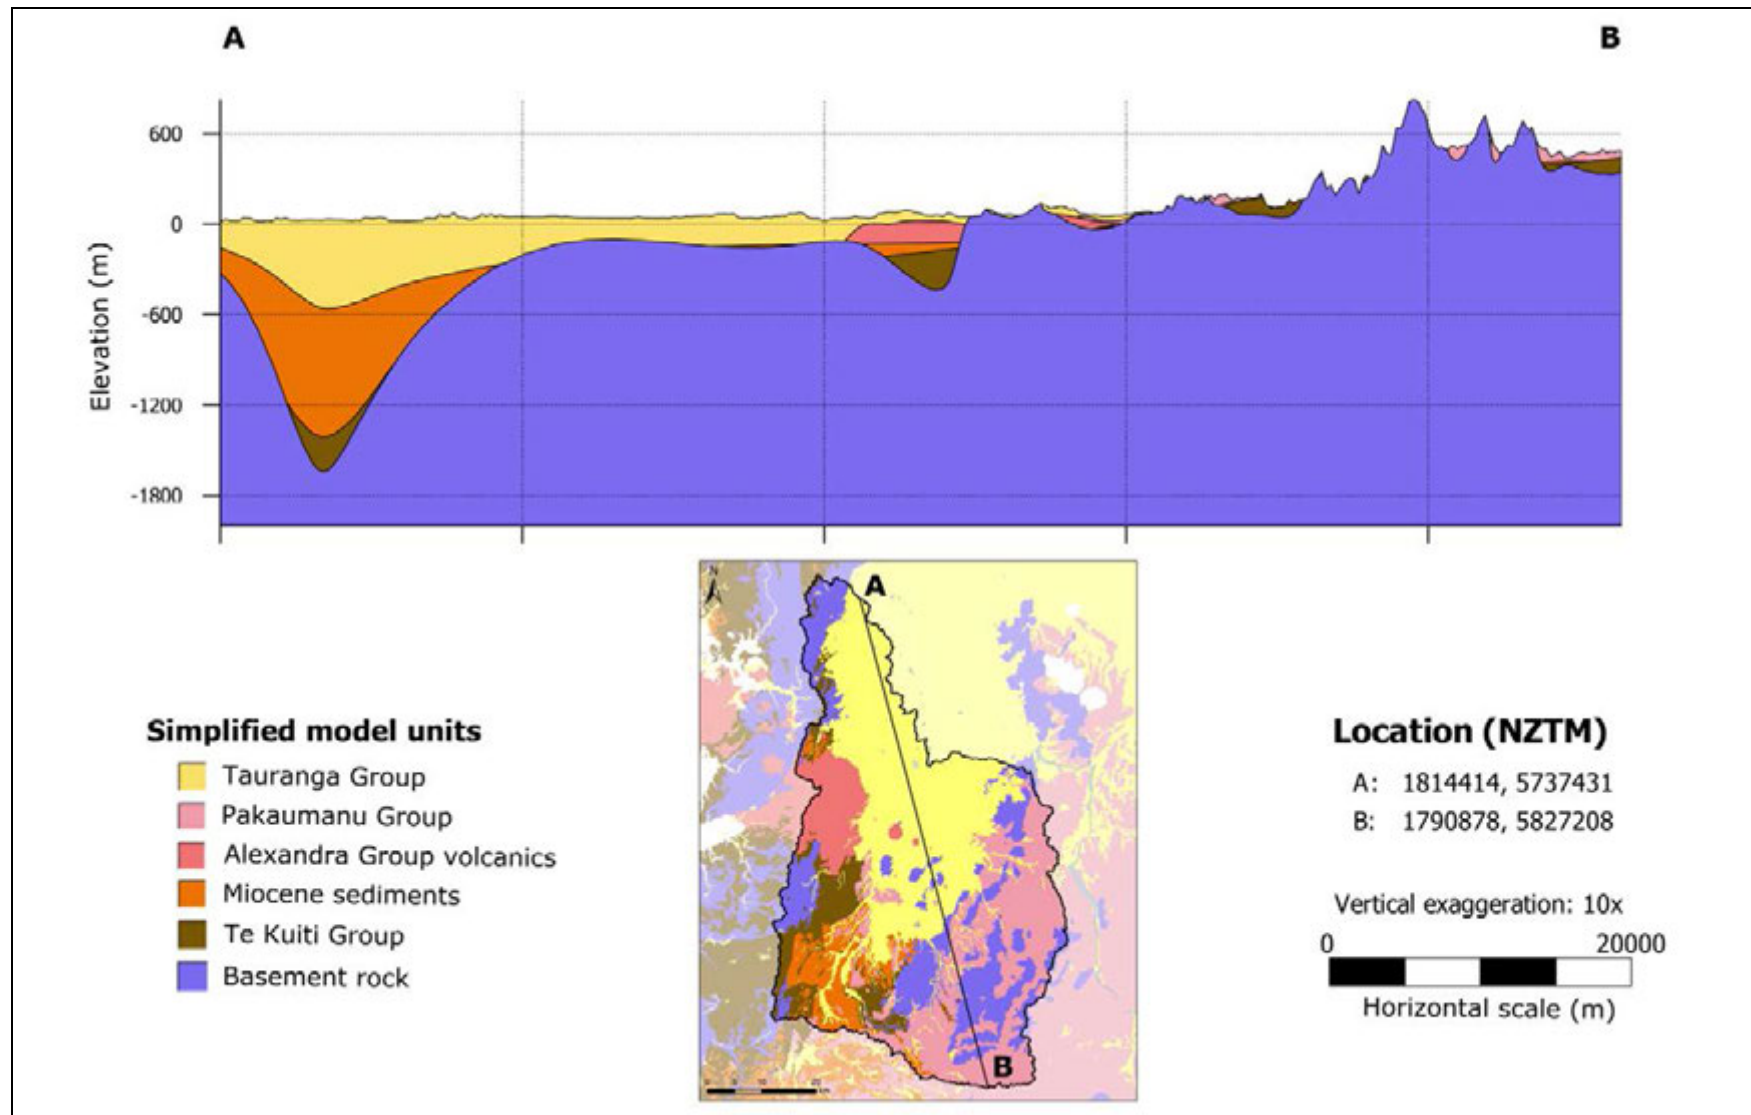 A
B
600
0
-600
-1200
-1800
Elevation (m)
N
A
B
Simplified model units
Tauranga Group
Pakaumanu Group
Alexandra Group volcanics
Miocene sediments
Te Kuiti Group
Basement rock
Location (NZTM)
A: 1814414, 5737431
B: 1790878, 5827208
Vertical exaggeration: 10x
0 20000
Horizontal scale (m)